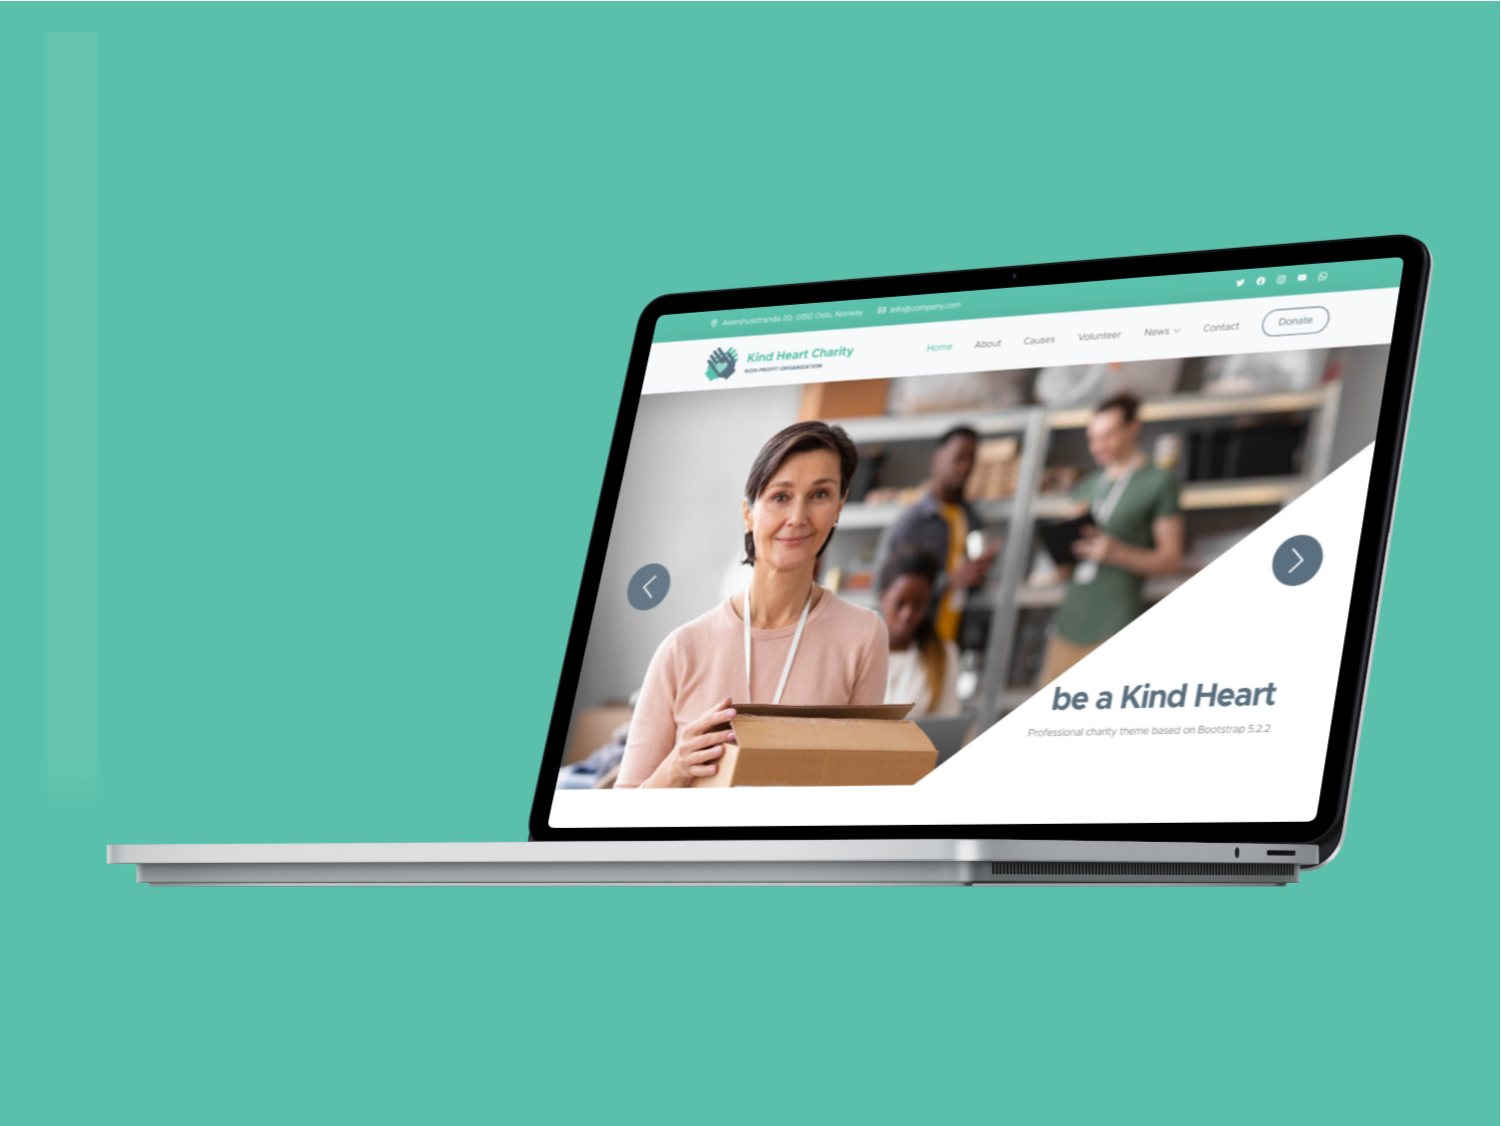 Akershusstranda 20, 0150 Oslo, Norway
info@company.com
Kind Heart Charity
NON-PROFIT ORGANIZATION
Home
About
Causes
Volunteer
News
Contact
Donate
be a Kind Heart
Professional charity theme based on Bootstrap 5.2.2